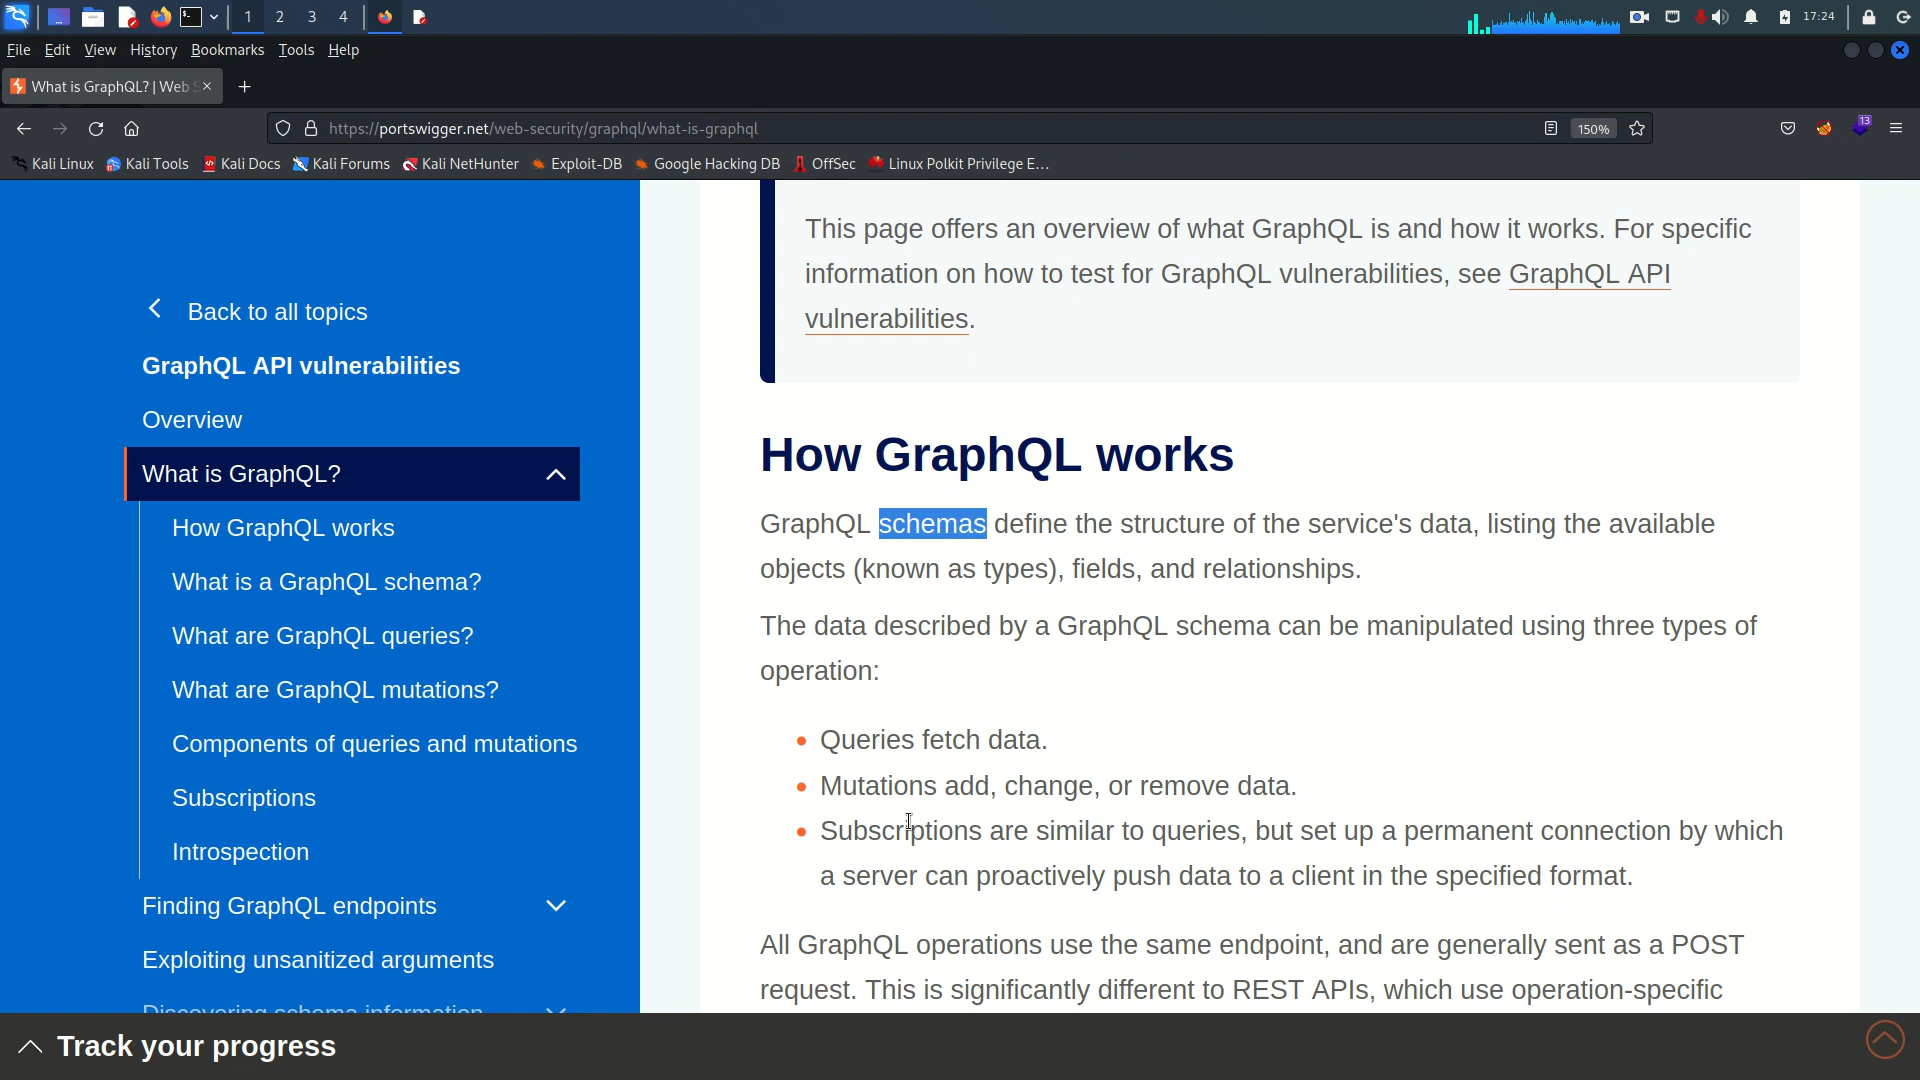 1 2 3 4 17:24
File Edit View History Bookmarks Tools Help
What is GraphQL? | Web S
https://portswigger.net/web-security/graphql/what-is-graphql 150% 13
Kali Linux Kali Tools Kali Docs Kali Forums Kali NetHunter Exploit-DB Google Hacking DB OffSec Linux Polkit Privilege E…
Back to all topics
GraphQL API vulnerabilities
Overview
What is GraphQL?
How GraphQL works
What is a GraphQL schema?
What are GraphQL queries?
What are GraphQL mutations?
Components of queries and mutations
Subscriptions
Introspection
Finding GraphQL endpoints
Exploiting unsanitized arguments
Discovering schema information
This page offers an overview of what GraphQL is and how it works. For specific
information on how to test for GraphQL vulnerabilities, see GraphQL API
vulnerabilities.
How GraphQL works
GraphQL schemas define the structure of the service's data, listing the available
objects (known as types), fields, and relationships.
The data described by a GraphQL schema can be manipulated using three types of
operation:
Queries fetch data.
Mutations add, change, or remove data.
Subscriptions are similar to queries, but set up a permanent connection by which
a server can proactively push data to a client in the specified format.
All GraphQL operations use the same endpoint, and are generally sent as a POST
request. This is significantly different to REST APIs, which use operation-specific
Track your progress